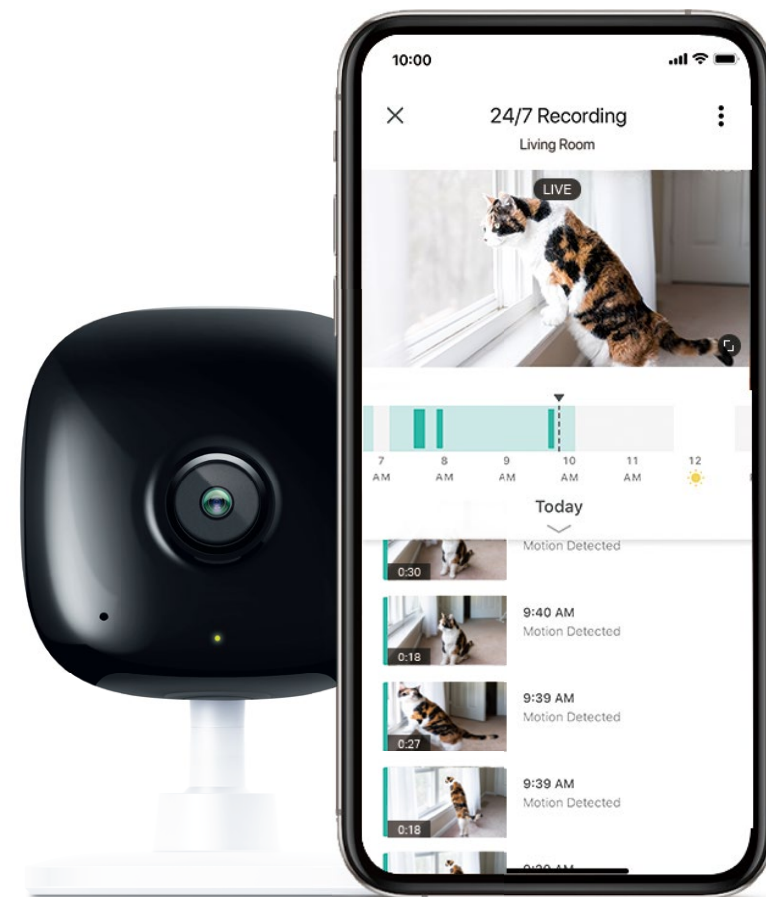 10:00
24/7 Recording
Living Room
LIVE
7 8 9 10 11 12
AM AM AM AM AM
Today
Motion Detected
0:30
9:40 AM
Motion Detected
0:18
9:39 AM
Motion Detected
0:27
9:39 AM
Motion Detected
0:18